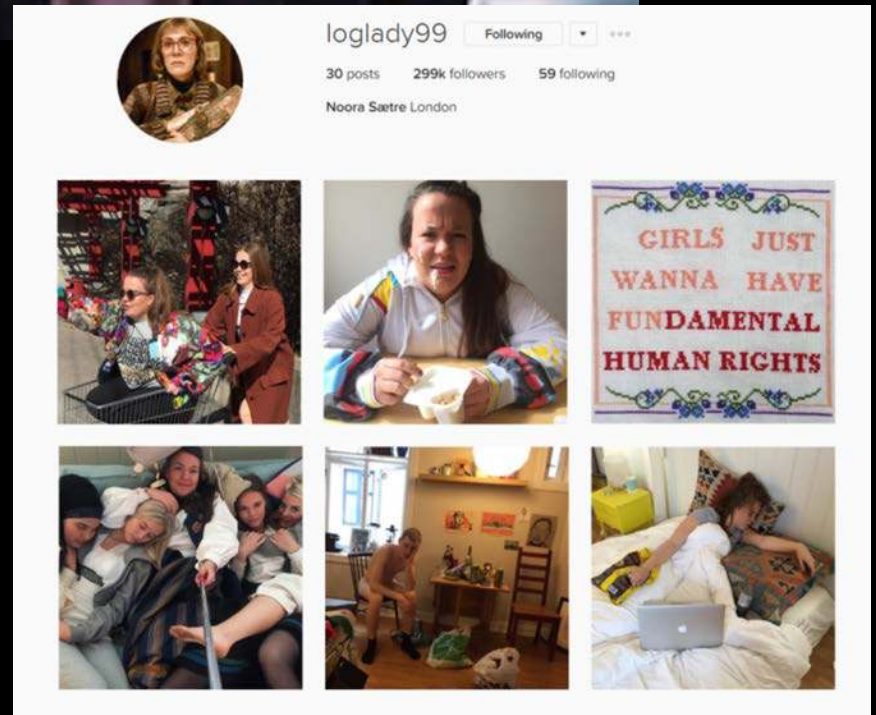 loglady99 Following
30 posts 299k followers 59 following
Noora Sætre London
GIRLS JUST
WANNA HAVE
FUNDAMENTAL
HUMAN RIGHTS